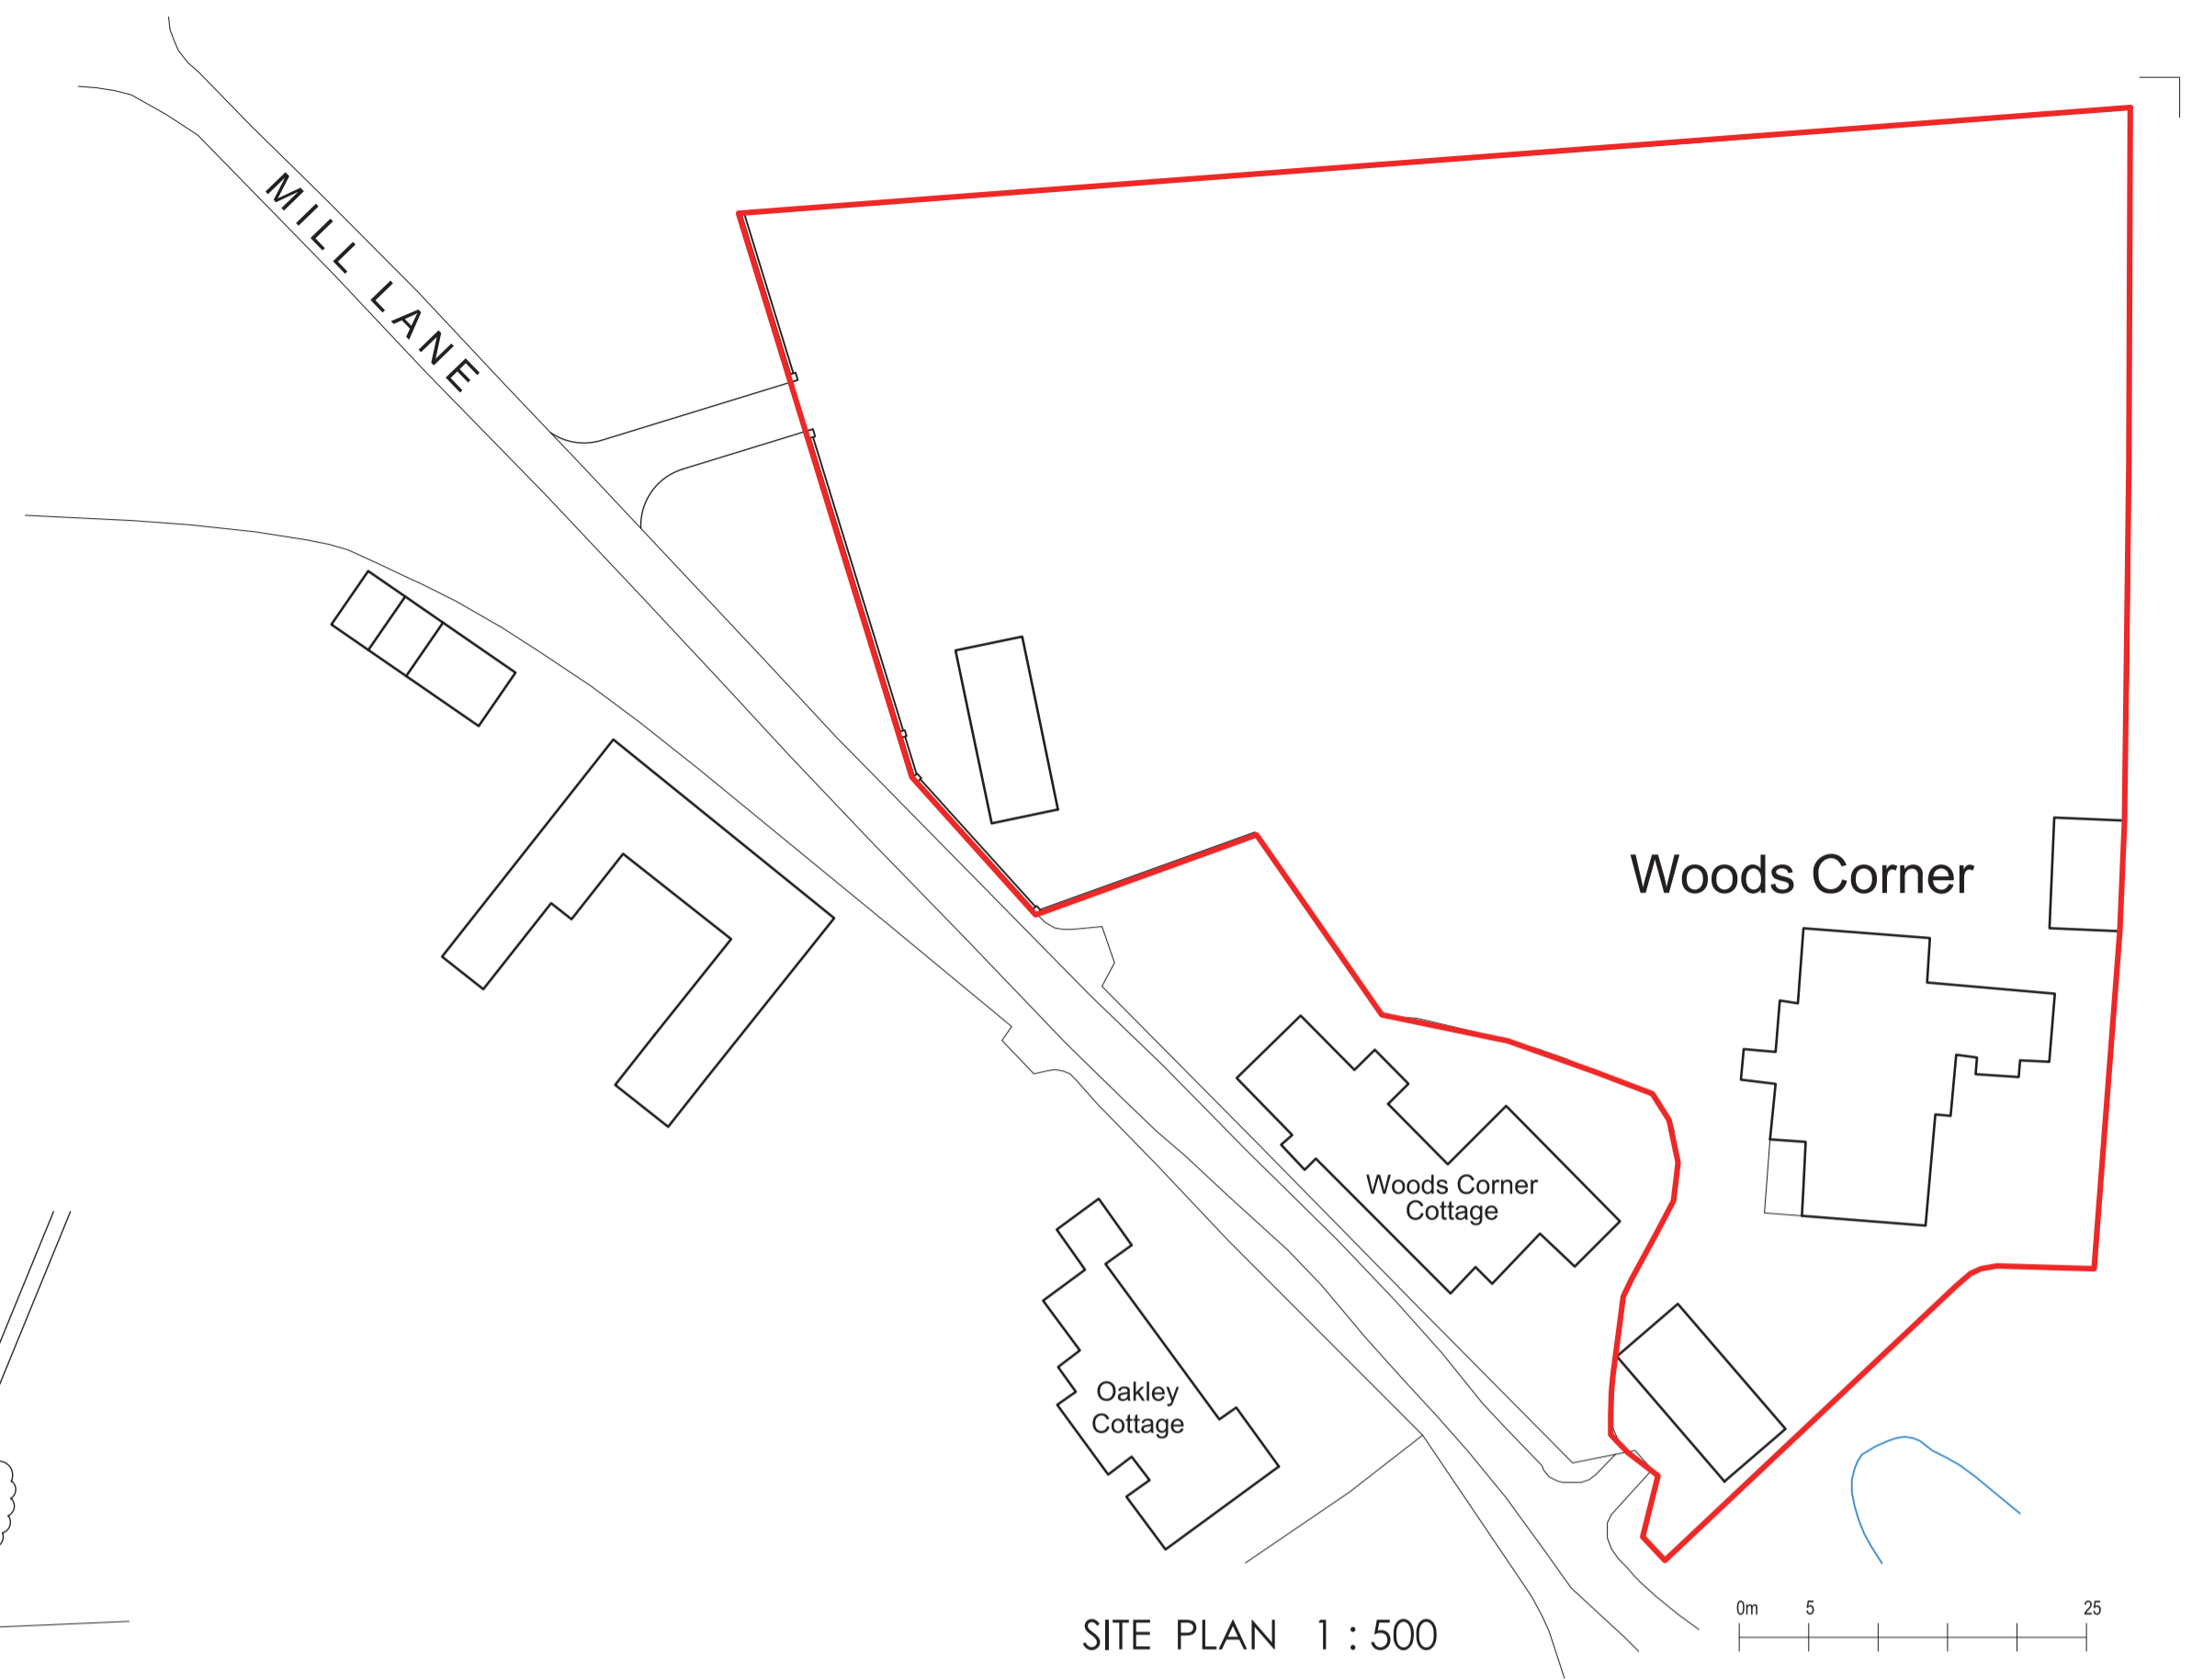 MILL LANE
Woods Corner
Woods Corner
Cottage
Oakley
Cottage
0m 5 25
SITE PLAN 1 : 500